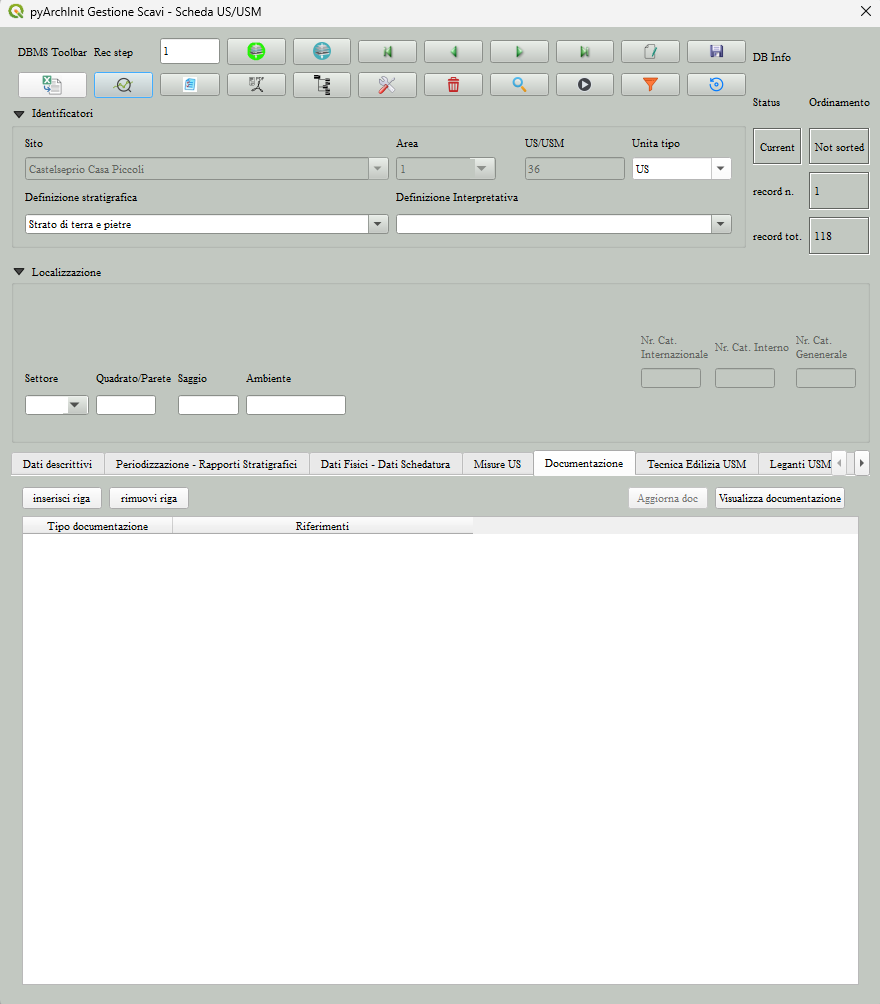 pyArchInit Gestione Scavi - Scheda US/USM
DBMS Toolbar Rec step 1
DB Info
Status Ordinamento
Identificatori
Sito Area US/USM Unita tipo
Current Not sorted
Castelseprio Casa Piccoli 1 36 US
Definizione stratigrafica Definizione Interpretativa
record n. 1
Strato di terra e pietre
record tot. 118
Localizzazione
Nr. Cat. Internazionale
Nr. Cat. Interno
Nr. Cat. Genenerale
Settore Quadrato/Parete Saggio Ambiente
Dati descrittivi Periodizzazione - Rapporti Stratigrafici Dati Fisici - Dati Schedatura Misure US Documentazione Tecnica Edilizia USM Leganti USM
inserisci riga rimuovi riga Aggiorna doc Visualizza documentazione
Tipo documentazione Riferimenti